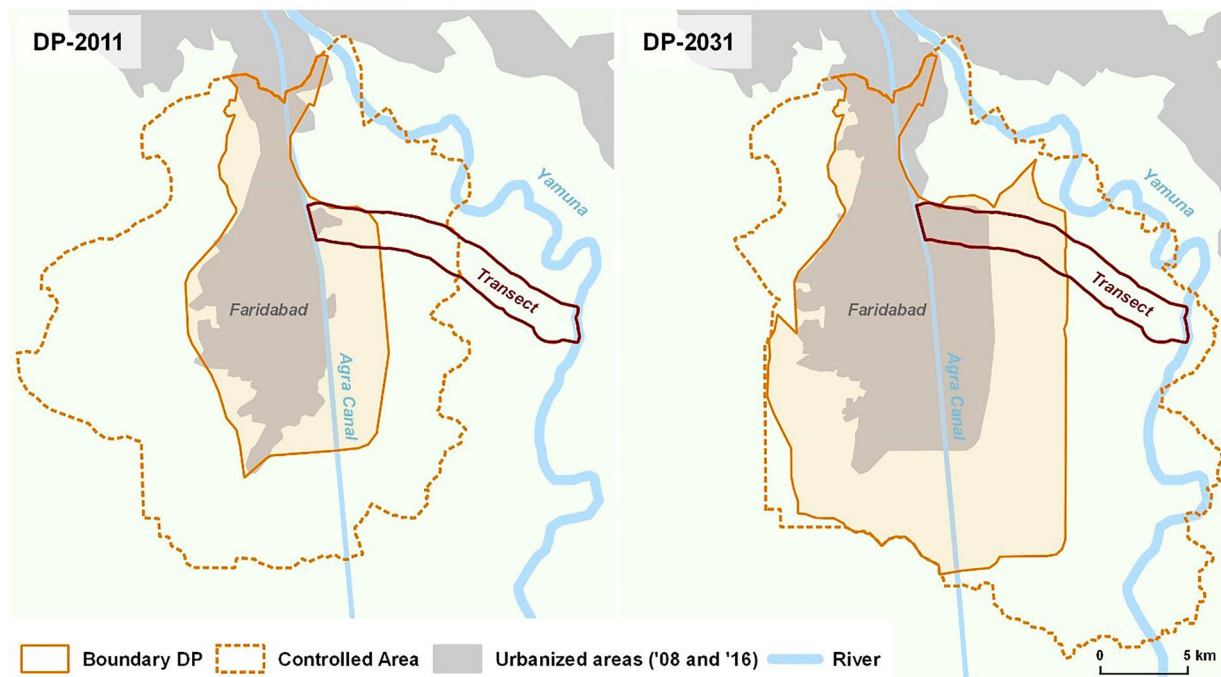 DP-2011
DP-2031
Yamuna
Yamuna
Transect
Transect
Faridabad
Faridabad
Agra Canal
Agra Canal
Boundary DP
Controlled Area
Urbanized areas ('08 and '16)
River
0 5 km